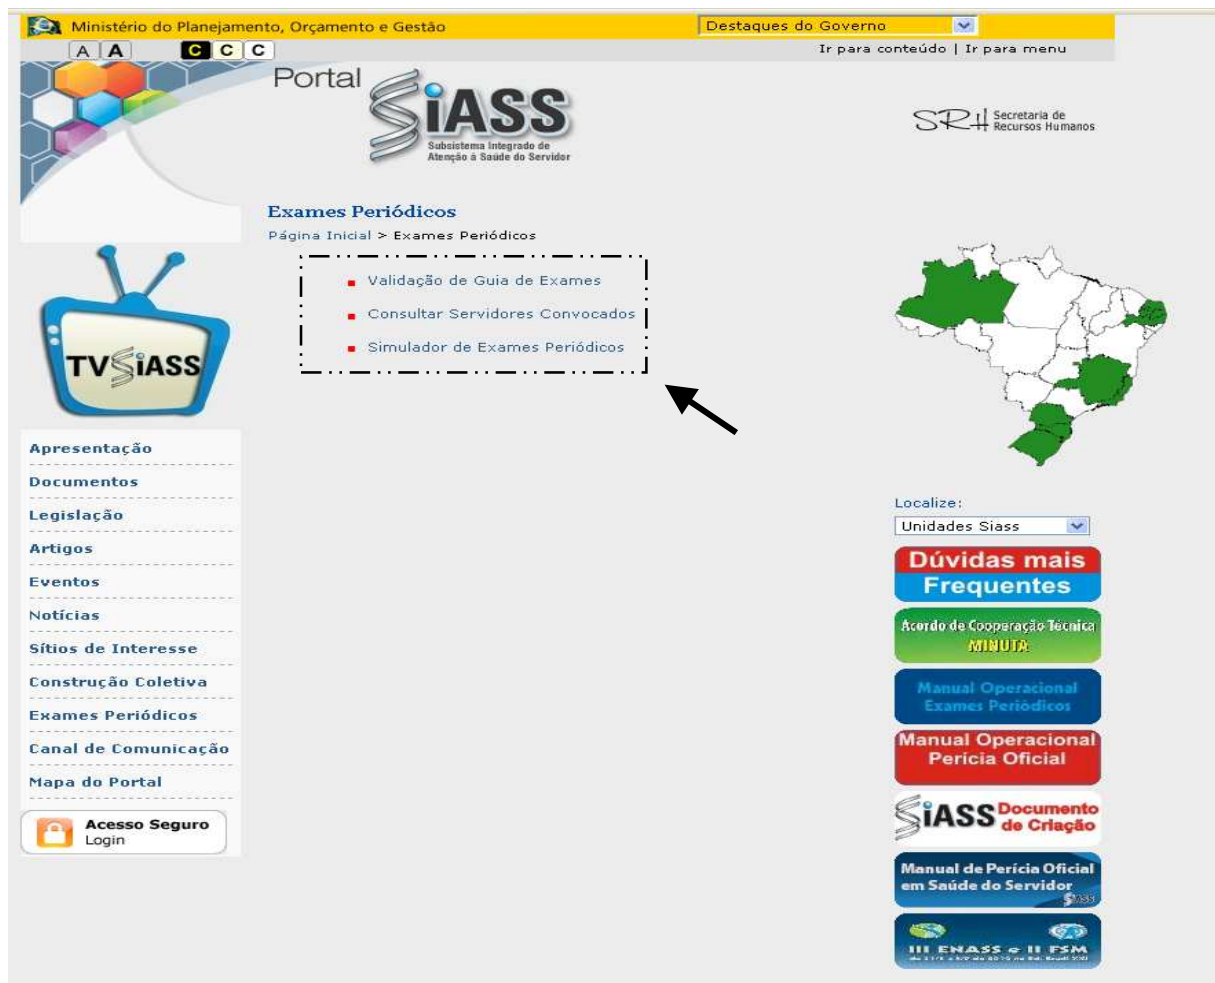 Ministério do Planejamento, Orçamento e Gestão
Destaques do Governo
A A C C C
Ir para conteúdo | Ir para menu
Portal
SiASS
Subsistema Integrado de
Atenção à Saúde do Servidor
SRH Secretaria de
Recursos Humanos
Exames Periódicos
Página Inicial > Exames Periódicos
Validação de Guia de Exames
Consultar Servidores Convocados
Simulador de Exames Periódicos
TVSiASS
Apresentação
Documentos
Legislação
Artigos
Eventos
Notícias
Sítios de Interesse
Construção Coletiva
Exames Periódicos
Canal de Comunicação
Mapa do Portal
Acesso Seguro
Login
Localize:
Unidades Siass
Dúvidas mais
Frequentes
Acordo de Cooperação Técnica
MINUTA
Manual Operacional
Exames Periódicos
Manual Operacional
Perícia Oficial
SiASS Documento
de Criação
Manual de Perícia Oficial
em Saúde do Servidor
SiASS
III ENASS e II FSM